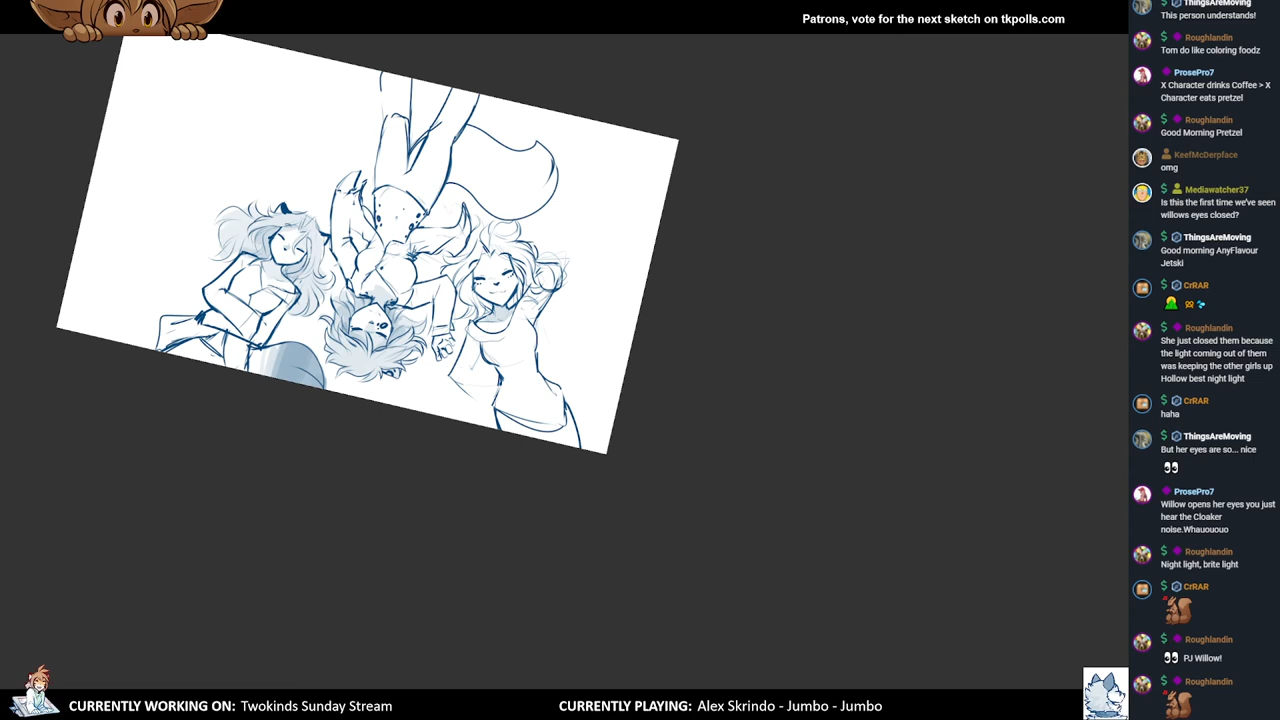 Patrons, vote for the next sketch on tkpolls.com
ThingsAreMoving
This person understands!
Roughlandin
Tom do like coloring foodz
ProsePro7
X Character drinks Coffee > X
Character eats pretzel
Roughlandin
Good Morning Pretzel
KeefMcDerpface
omg
Mediawatcher37
Is this the first time we've seen
willows eyes closed?
ThingsAreMoving
Good morning AnyFlavour
Jetski
CrRAR
Roughlandin
She just closed them because
the light coming out of them
was keeping the other girls up
Hollow best night light
CrRAR
haha
ThingsAreMoving
But her eyes are so... nice
ProsePro7
Willow opens her eyes you just
hear the Cloaker
noise.Whauououo
Roughlandin
Night light, brite light
CrRAR
Roughlandin
PJ Willow!
Roughlandin
CURRENTLY WORKING ON: Twokinds Sunday Stream
CURRENTLY PLAYING: Alex Skrindo - Jumbo - Jumbo